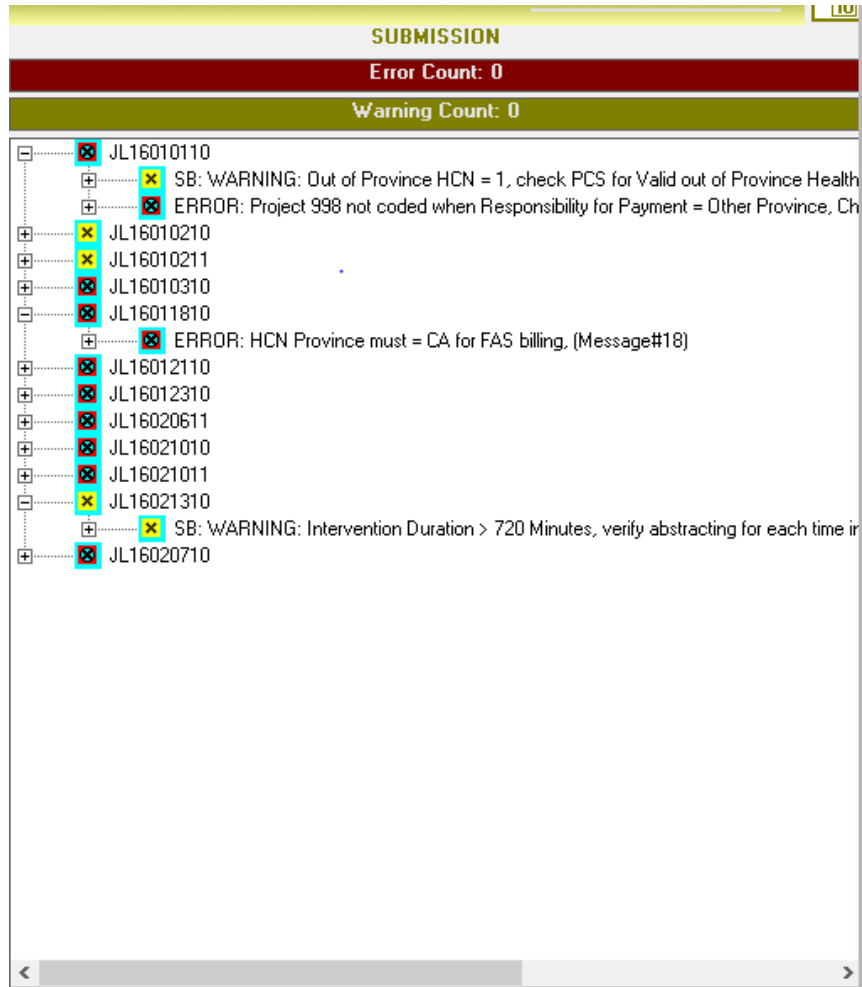 10
SUBMISSION
Error Count: 0
Warning Count: 0
JL16010110
SB: WARNING: Out of Province HCN = 1, check PCS for Valid out of Province Health
ERROR: Project 998 not coded when Responsibility for Payment = Other Province, Ch
JL16010210
JL16010211
JL16010310
JL16011810
ERROR: HCN Province must = CA for FAS billing, (Message#18)
JL16012110
JL16012310
JL16020611
JL16021010
JL16021011
JL16021310
SB: WARNING: Intervention Duration > 720 Minutes, verify abstracting for each time in
JL16020710